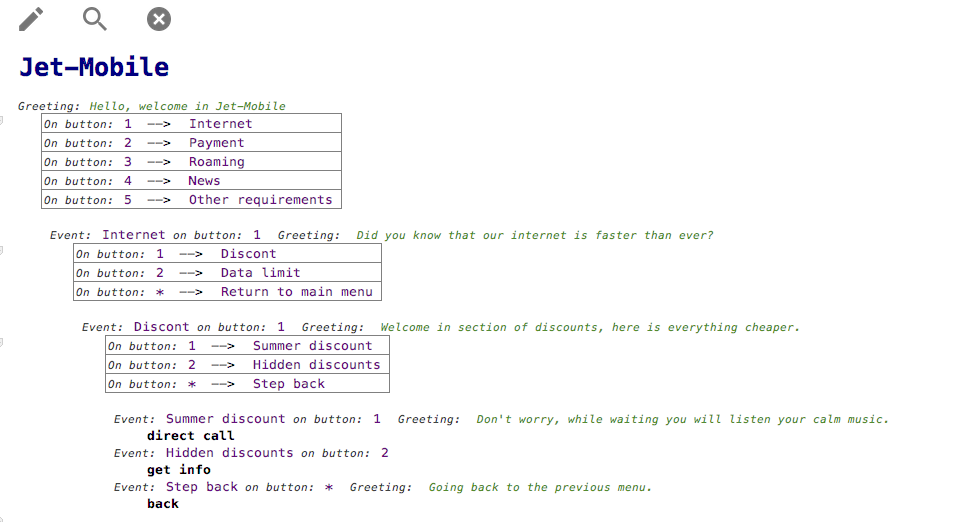 Jet-Mobile
Greeting: Hello, welcome in Jet-Mobile
On button: 1 --> Internet
On button: 2 --> Payment
On button: 3 --> Roaming
On button: 4 --> News
On button: 5 --> Other requirements
Event: Internet on button: 1 Greeting: Did you know that our internet is faster than ever?
On button: 1 --> Discont
On button: 2 --> Data limit
On button: * --> Return to main menu
Event: Discont on button: 1 Greeting: Welcome in section of discounts, here is everything cheaper.
On button: 1 --> Summer discount
On button: 2 --> Hidden discounts
On button: * --> Step back
Event: Summer discount on button: 1 Greeting: Don't worry, while waiting you will listen your calm music.
direct call
Event: Hidden discounts on button: 2
get info
Event: Step back on button: * Greeting: Going back to the previous menu.
back